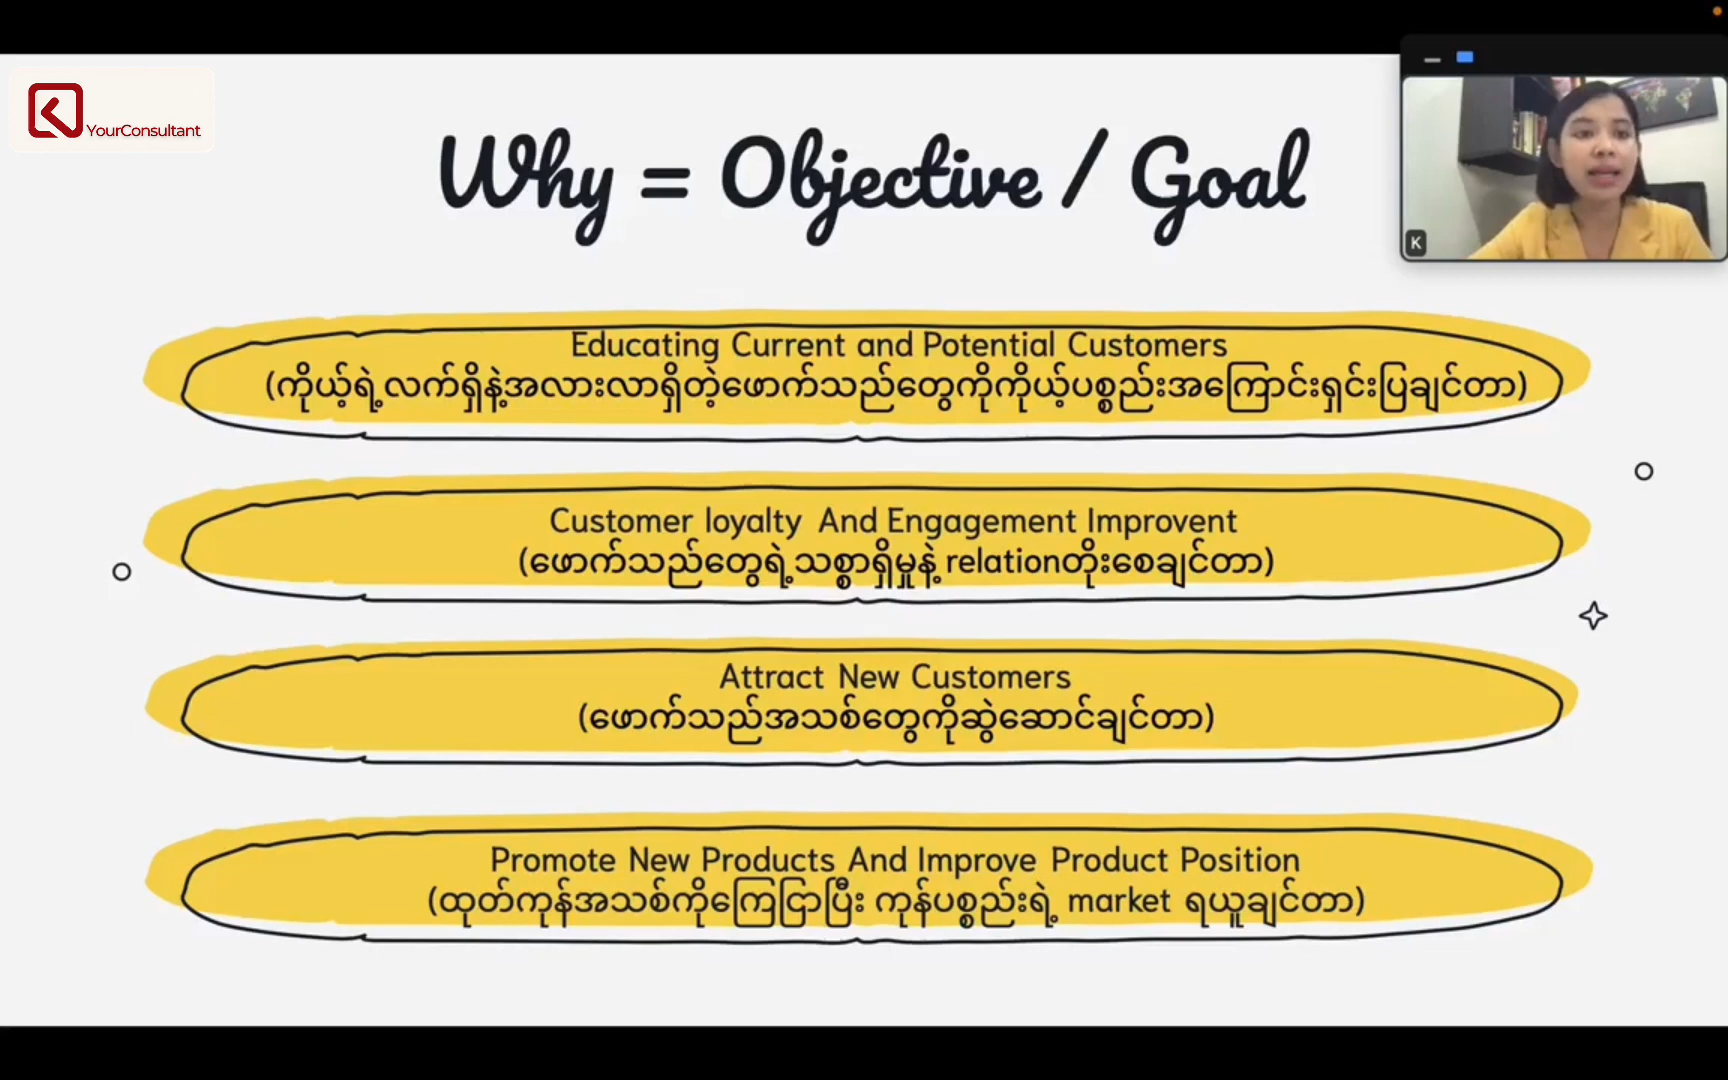 YourConsultant
Why = Objective / Goal
K
Educating Current and Potential Customers
(ကိုယ့်ရဲ့လက်ရှိနဲ့အလားလာရှိတဲ့ဖောက်သည်တွေကိုကိုယ့်ပစ္စည်းအကြောင်းရှင်းပြချင်တာ)
Customer loyalty And Engagement Improvent
(ဖောက်သည်တွေရဲ့သစ္စာရှိမှုနဲ့ relationတိုးစေချင်တာ)
Attract New Customers
(ဖောက်သည်အသစ်တွေကိုဆွဲဆောင်ချင်တာ)
Promote New Products And Improve Product Position
(ထုတ်ကုန်အသစ်ကိုကြေငြာပြီး ကုန်ပစ္စည်းရဲ့ market ရယူချင်တာ)